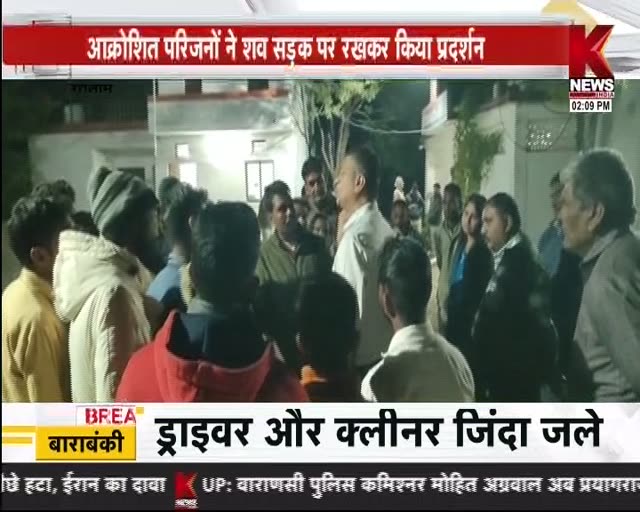 आक्रोशित परिजनों ने शव सड़क पर रखकर किया प्रदर्शन
K
NEWS
INDIA
02:09 PM
BREA
बाराबंकी
ड्राइवर और क्लीनर जिंदा जले
हटा, ईरान का दावा K UP: वाराणसी पुलिस कमिश्नर मोहित अग्रवाल अब प्रयागराज